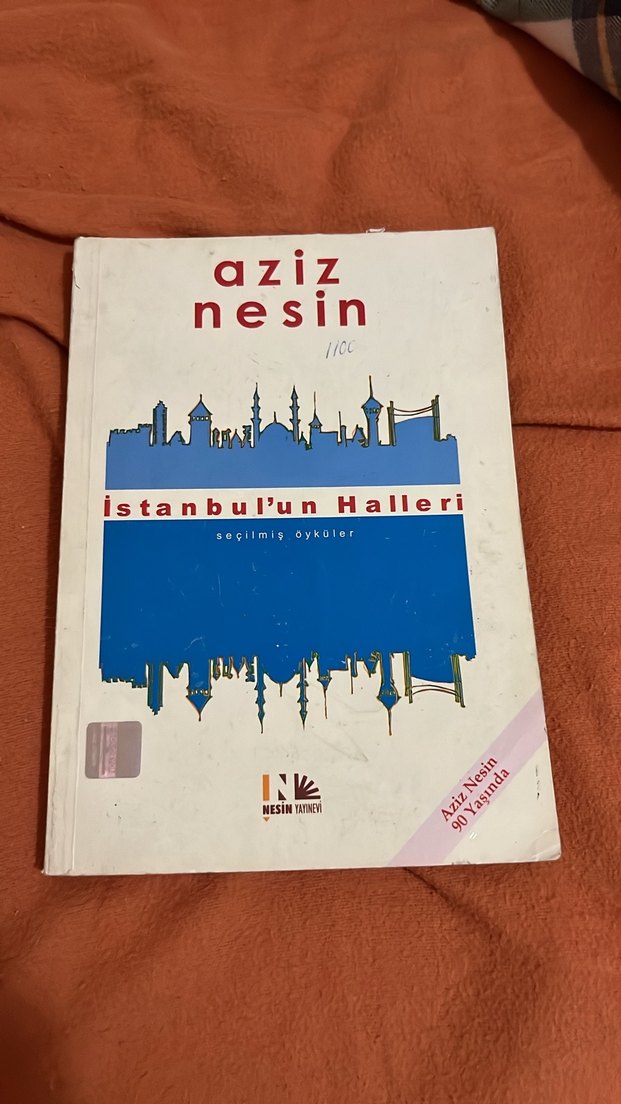 aziz
nesin
1100
İstanbul'un Halleri
seçilmiş öyküler
NESİN YAYINEVİ
Aziz Nesin
90 Yaşında